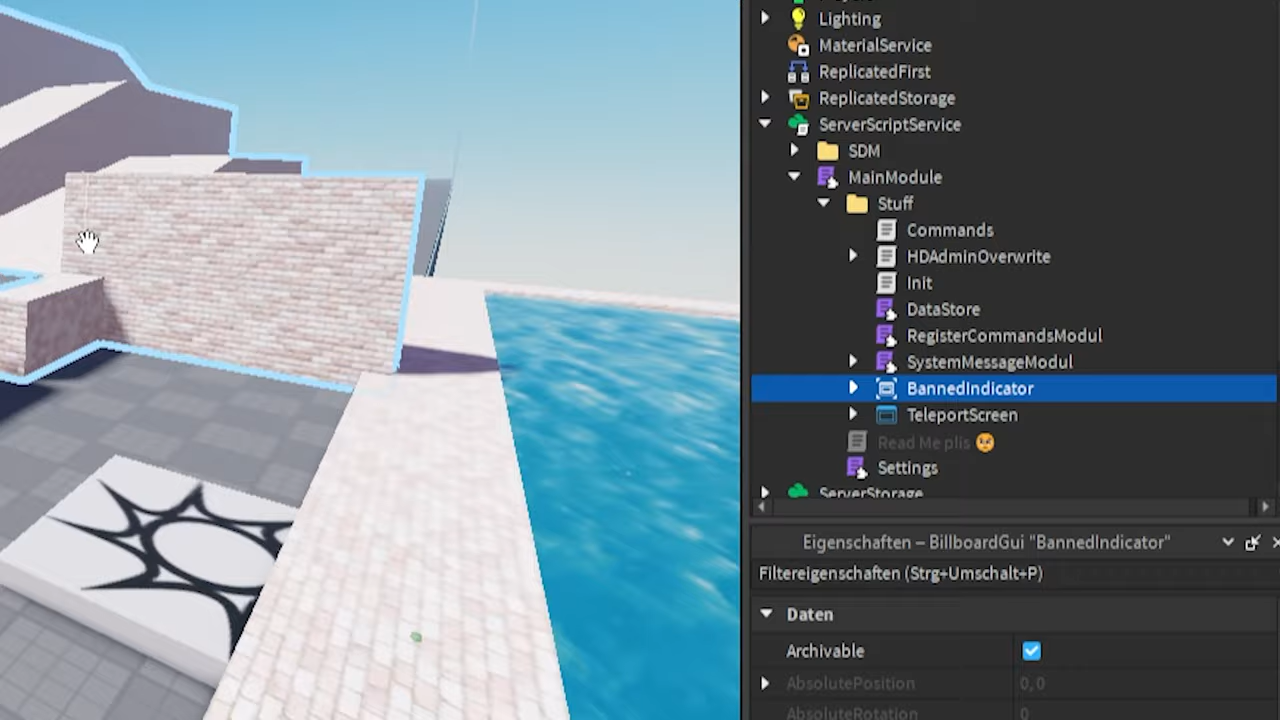 Lighting
MaterialService
ReplicatedFirst
ReplicatedStorage
ServerScriptService
SDM
MainModule
Stuff
Commands
HDAdminOverwrite
Init
DataStore
RegisterCommandsModul
SystemMessageModul
BannedIndicator
TeleportScreen
Read Me plis 🥺
Settings
ServerStorage
Eigenschaften – BillboardGui "BannedIndicator"
Filtereigenschaften (Strg+Umschalt+P)
Daten
Archivable
AbsolutePosition 0, 0
AbsoluteRotation 0